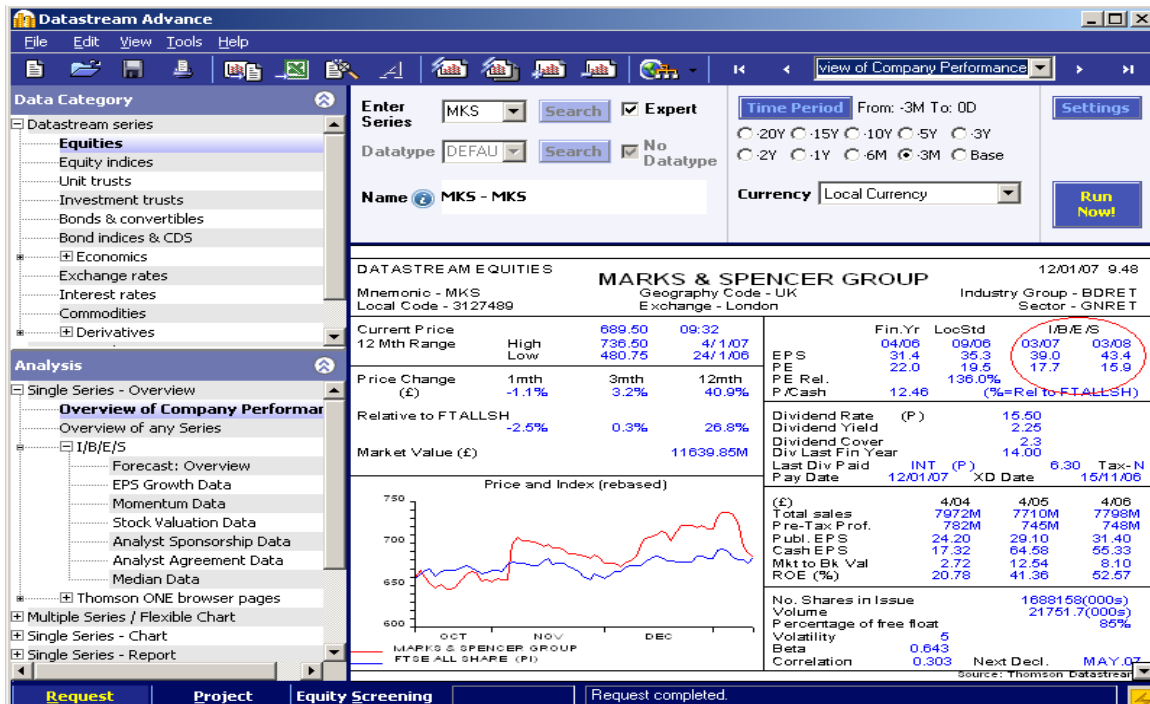 Datastream Advance
File Edit View Tools Help
view of Company Performance
Data Category
Datastream series
Equities
Equity indices
Unit trusts
Investment trusts
Bonds & convertibles
Bond indices & CDS
Economics
Exchange rates
Interest rates
Commodities
Derivatives
Analysis
Single Series - Overview
Overview of Company Performar
Overview of any Series
I/B/E/S
Forecast: Overview
EPS Growth Data
Momentum Data
Stock Valuation Data
Analyst Sponsorship Data
Analyst Agreement Data
Median Data
Thomson ONE browser pages
Multiple Series / Flexible Chart
Single Series - Chart
Single Series - Report
Enter Series MKS Search Expert
Datatype DEFAU Search No Datatype
Name MKS - MKS
Time Period From: -3M To: 0D
-20Y -15Y -10Y -5Y -3Y
-2Y -1Y -6M -3M Base
Currency Local Currency
Settings
Run Now!
DATASTREAM EQUITIES MARKS & SPENCER GROUP 12/01/07 9.48
Mnemonic - MKS Geography Code - UK Industry Group - BDRET
Local Code - 3127489 Exchange - London Sector - GNRET
Current Price 689.50 09:32
12 Mth Range High 736.50 4/1/07
Low 480.75 24/1/06
Price Change 1mth 3mth 12mth
(£) -1.1% 3.2% 40.9%
Relative to FTALLSH
-2.5% 0.3% 26.8%
Market Value (£) 11639.85M
Price and Index (rebased)
750
700
650
600
OCT NOV DEC
MARKS & SPENCER GROUP
FTSE ALL SHARE (PI)
Fin.Yr LocStd I/B/E/S
04/06 09/06 03/07 03/08
EPS 31.4 35.3 39.0 43.4
PE 22.0 19.5 17.7 15.9
PE Rel. 136.0%
P/Cash 12.46 (%=Rel to FTALLSH)
Dividend Rate (P) 15.50
Dividend Yield 2.25
Dividend Cover 2.3
Div Last Fin Year 14.00
Last Div Paid INT (P) 6.30 Tax-N
Pay Date 12/01/07 XD Date 15/11/06
(£) 4/04 4/05 4/06
Total sales 7972M 7710M 7798M
Pre-Tax Prof. 782M 745M 748M
Publ. EPS 24.20 29.10 31.40
Cash EPS 17.32 64.58 55.33
Mkt to Bk Val 2.72 12.54 8.10
ROE (%) 20.78 41.36 52.57
No. Shares in Issue 1688158(000s)
Volume 21751.7(000s)
Percentage of free float 85%
Volatility 5
Beta 0.643
Correlation 0.303 Next Decl. MAY.07
Source: Thomson Datastream
Request Project Equity Screening Request completed.